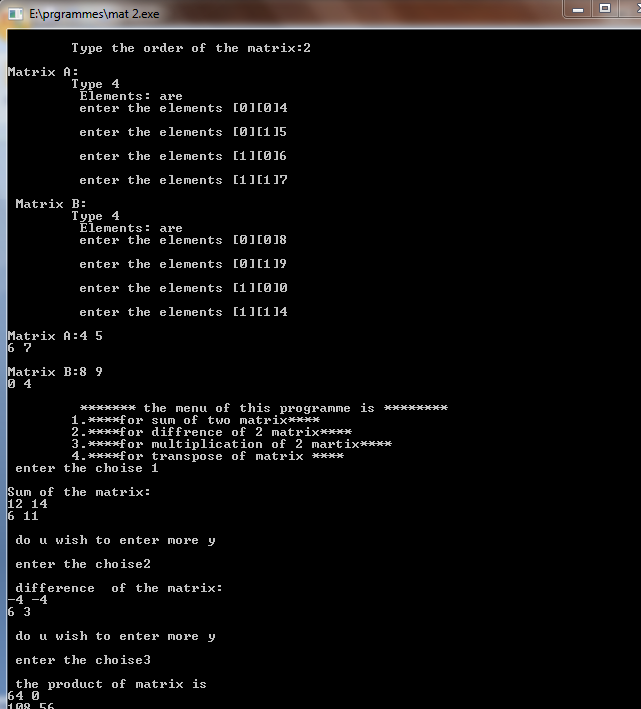 E:\prgrammes\mat 2.exe
Type the order of the matrix:2
Matrix A:
Type 4
Elements: are
enter the elements [0][0]4
enter the elements [0][1]5
enter the elements [1][0]6
enter the elements [1][1]7
Matrix B:
Type 4
Elements: are
enter the elements [0][0]8
enter the elements [0][1]9
enter the elements [1][0]0
enter the elements [1][1]4
Matrix A:4 5
6 7
Matrix B:8 9
0 4
******* the menu of this programme is ********
1.****for sum of two matrix****
2.****for diffrence of 2 matrix****
3.****for multiplication of 2 martix****
4.****for transpose of matrix ****
enter the choise 1
Sum of the matrix:
12 14
6 11
do u wish to enter more y
enter the choise2
difference  of the matrix:
-4 -4
6 3
do u wish to enter more y
enter the choise3
the product of matrix is
64 0
108 56